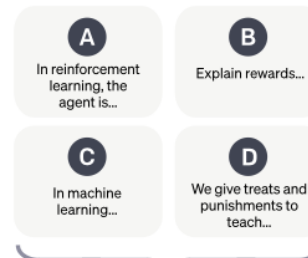 A
In reinforcement
learning, the
agent is...
B
Explain rewards...
C
In machine
learning...
D
We give treats and
punishments to
teach...